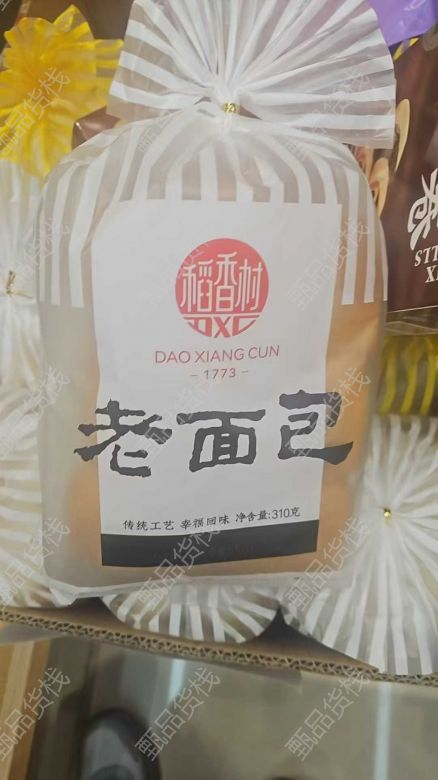 稻香村
DXC
DAO XIANG CUN
- 1773 -
老面包
传统工艺 幸福回味 净含量:310克
STI
X
甄品货栈